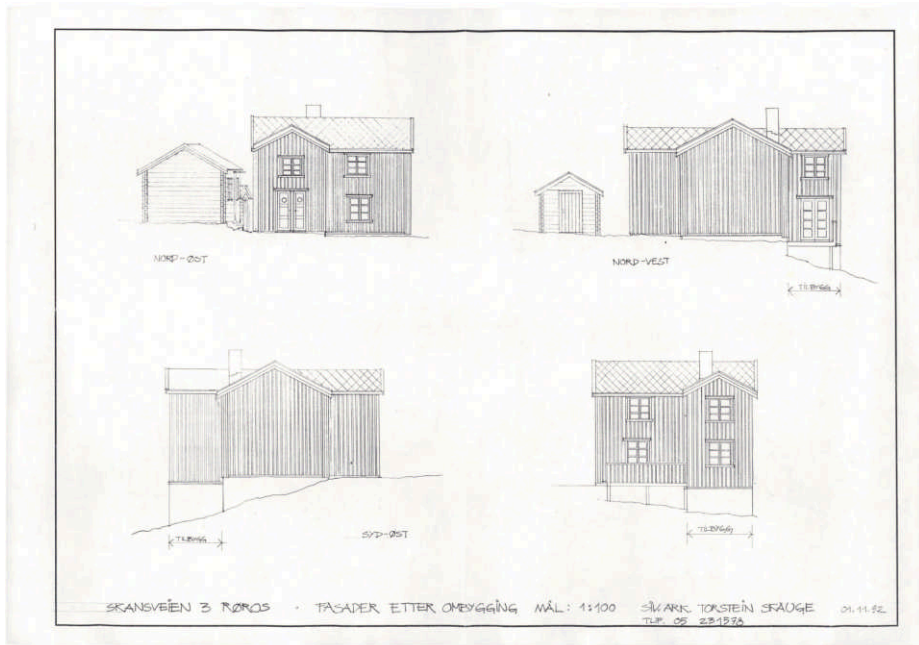 NORD-ØST
NORD-VEST
TILBYGG
TILBYGG
SYD-ØST
TILBYGG
SKANSVEIEN 3 RØROS - FASADER ETTER OMBYGGING MÅL: 1:100 SIV. ARK. TORSTEIN SKAUGE 01.11.92
TLF. 05 231578